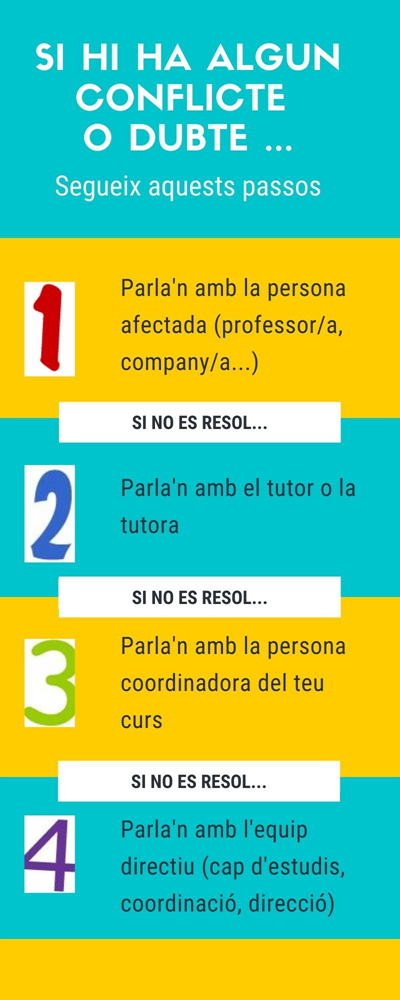 SI HI HA ALGUN
CONFLICTE
O DUBTE ...
Segueix aquests passos
1
Parla'n amb la persona
afectada (professor/a,
company/a...)
SI NO ES RESOL...
2
Parla'n amb el tutor o la
tutora
SI NO ES RESOL...
3
Parla'n amb la persona
coordinadora del teu
curs
SI NO ES RESOL...
4
Parla'n amb l'equip
directiu (cap d'estudis,
coordinació, direcció)